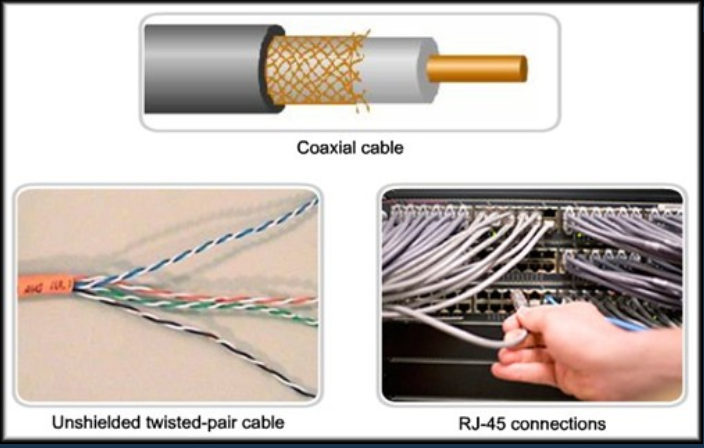 Coaxial cable
Unshielded twisted-pair cable
RJ-45 connections